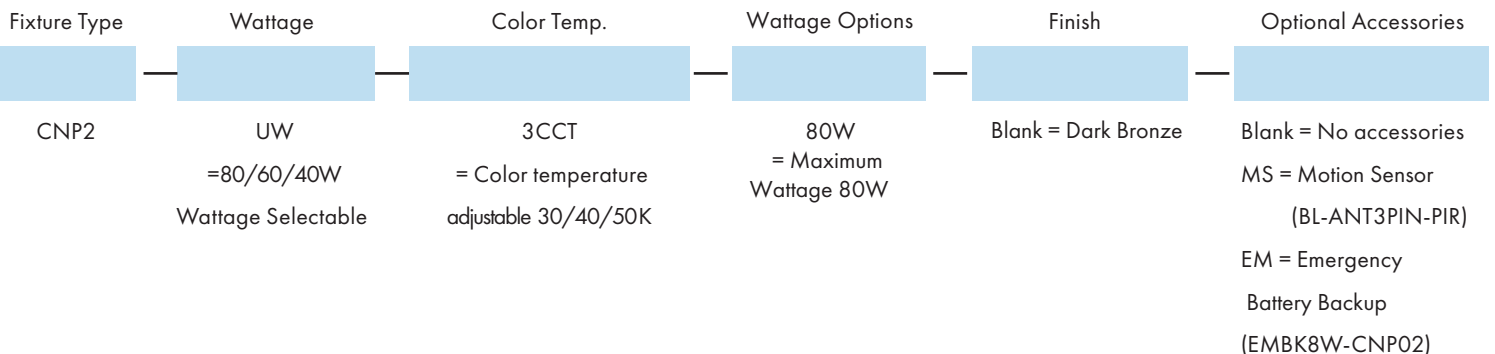 Fixture Type
Wattage
Color Temp.
Wattage Options
Finish
Optional Accessories
CNP2
UW
=80/60/40W
Wattage Selectable
3CCT
= Color temperature
adjustable 30/40/50K
80W
= Maximum
Wattage 80W
Blank = Dark Bronze
Blank = No accessories
MS = Motion Sensor
(BL-ANT3PIN-PIR)
EM = Emergency
Battery Backup
(EMBK8W-CNP02)